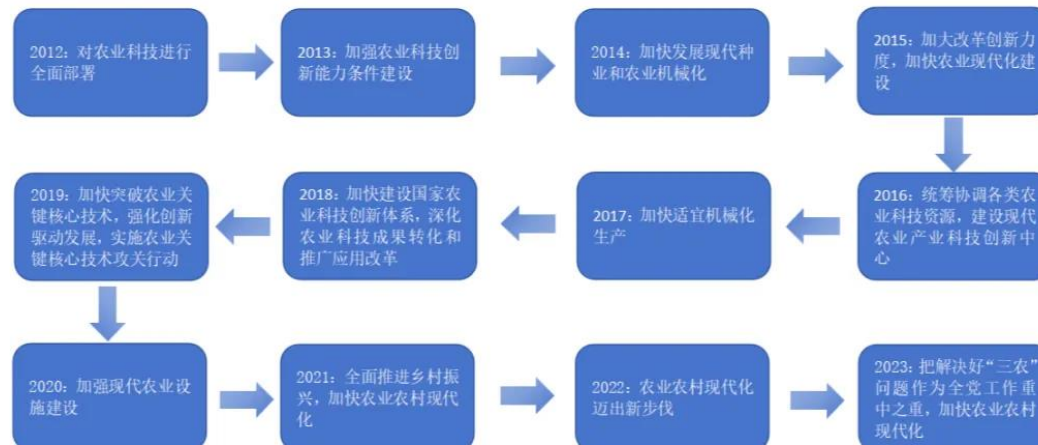 2012：对农业科技进行
全面部署
2013：加强农业科技创
新能力条件建设
2014：加快发展现代种
业和农业机械化
2015：加大改革创新力
度，加快农业现代化建
设
2016：统筹协调各类农
业科技资源，建设现代
农业产业科技创新中
心
2017：加快适宜机械化
生产
2018：加快建设国家农
业科技创新体系，深化
农业科技成果转化和
推广应用改革
2019：加快突破农业关
键核心技术，强化创新
驱动发展，实施农业关
键核心技术攻关行动
2020：加强现代农业设
施建设
2021：全面推进乡村振
兴，加快农业农村现代
化
2022：农业农村现代化
迈出新步伐
2023：把解决好“三农”
问题作为全党工作重
中之重，加快农业农村
现代化